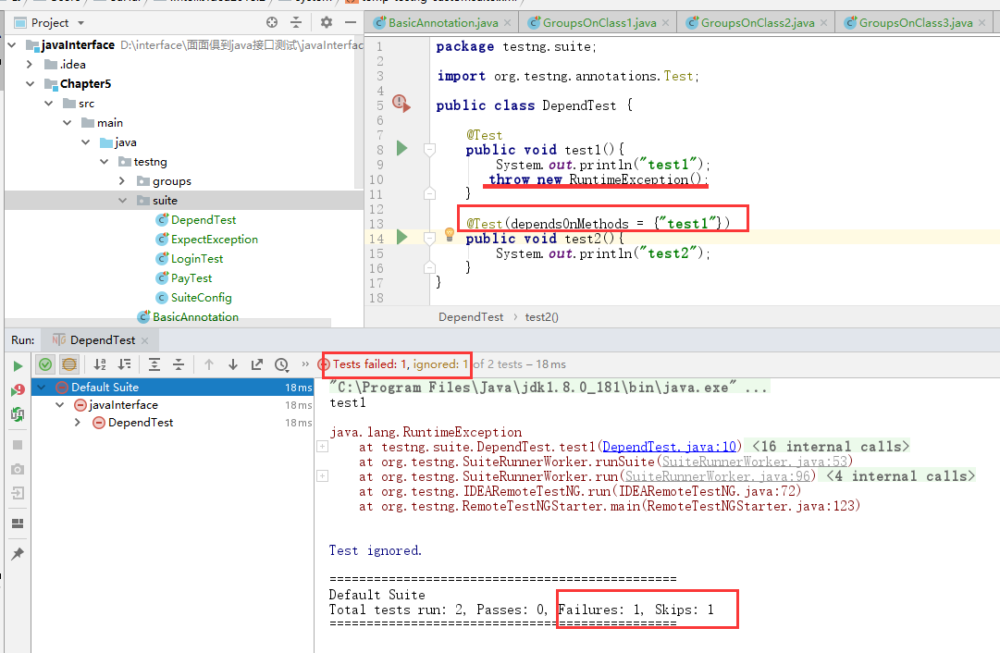 Project
BasicAnnotation.java
GroupsOnClass1.java
GroupsOnClass2.java
GroupsOnClass3.java
javaInterface D:\interface\面面俱到java接口测试\javaInterfac
.idea
Chapter5
src
main
java
testng
groups
suite
DependTest
ExpectException
LoginTest
PayTest
SuiteConfig
BasicAnnotation
1 package testng.suite;
2
3 import org.testng.annotations.Test;
4
5 public class DependTest {
6
7 @Test
8 public void test1(){
9 System.out.println("test1");
10 throw new RuntimeException();
11 }
12
13 @Test(dependsOnMethods = {"test1"})
14 public void test2(){
15 System.out.println("test2");
16 }
17 }
18
DependTest › test2()
Run: DependTest
Tests failed: 1, ignored: 1 of 2 tests – 18 ms
Default Suite 18 ms
javaInterface 18 ms
DependTest 18 ms
"C:\Program Files\Java\jdk1.8.0_181\bin\java.exe" ...
test1
java.lang.RuntimeException
at testng.suite.DependTest.test1(DependTest.java:10) <16 internal calls>
at org.testng.SuiteRunnerWorker.runSuite(SuiteRunnerWorker.java:53)
at org.testng.SuiteRunnerWorker.run(SuiteRunnerWorker.java:96) <4 internal calls>
at org.testng.IDEARemoteTestNG.run(IDEARemoteTestNG.java:72)
at org.testng.RemoteTestNGStarter.main(RemoteTestNGStarter.java:123)
Test ignored.
===============================================
Default Suite
Total tests run: 2, Passes: 0, Failures: 1, Skips: 1
===============================================